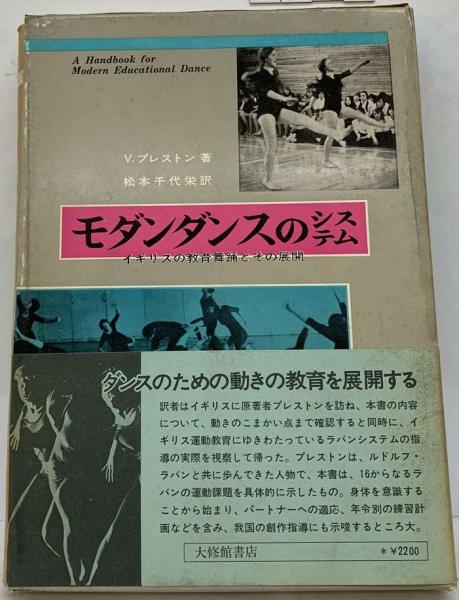 A Handbook for
Modern Educational Dance
V. プレストン 著
松本千代栄訳
モダンダンスのシステム
イギリスの教育舞踊とその展開
ダンスのための動きの教育を展開する
訳者はイギリスに原著者プレストンを訪ね、本書の内容
について、動きのこまかい点まで確認すると同時に、イ
ギリス運動教育にゆきわたっているラバンシステムの指
導の実際を視察して帰った。プレストンは、ルドルフ・
ラバンと共に歩んできた人物で、本書は、16からなるラ
バンの運動課題を具体的に示したもの。身体を意識する
ことから始まり、パートナーへの適応、年令別の練習計
画などを含み、我国の創作指導にも示唆するところ大。
大修館書店 *¥2200